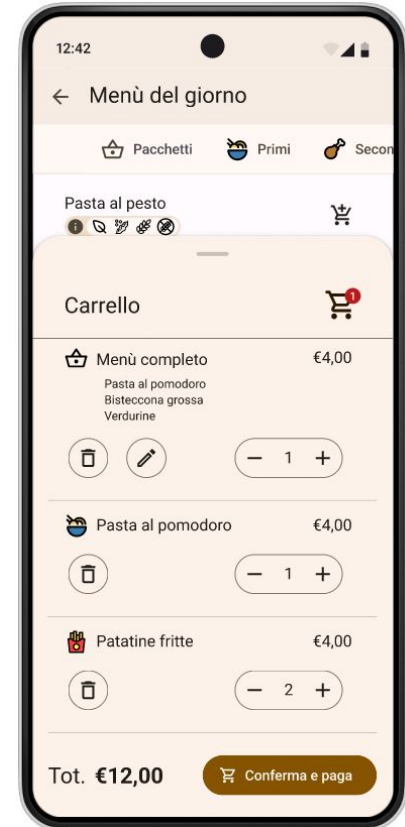 12:42
Menù del giorno
Pacchetti Primi Secon
Pasta al pesto
Carrello
1
Menù completo €4,00
Pasta al pomodoro
Bisteccona grossa
Verdurine
1
Pasta al pomodoro €4,00
1
Patatine fritte €4,00
2
Tot. €12,00 Conferma e paga